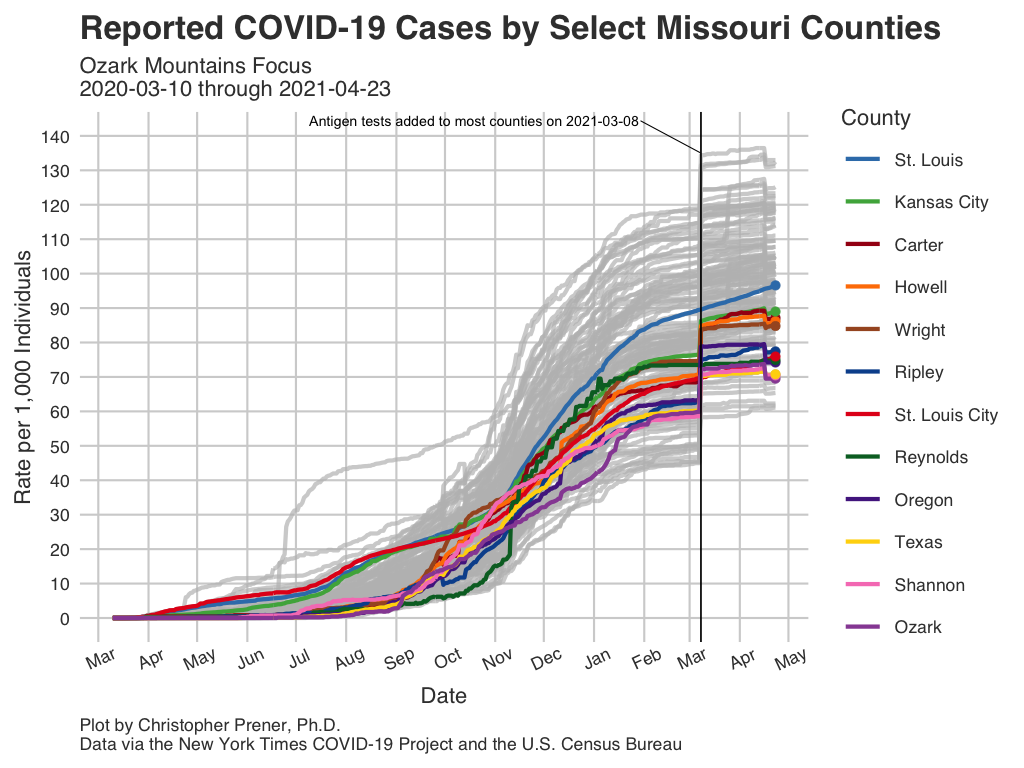 Reported COVID-19 Cases by Select Missouri Counties
Ozark Mountains Focus
2020-03-10 through 2021-04-23
Antigen tests added to most counties on 2021-03-08
Rate per 1,000 Individuals
140
130
120
110
100
90
80
70
60
50
40
30
20
10
0
Mar Apr May Jun Jul Aug Sep Oct Nov Dec Jan Feb Mar Apr May
Date
County
St. Louis
Kansas City
Carter
Howell
Wright
Ripley
St. Louis City
Reynolds
Oregon
Texas
Shannon
Ozark
Plot by Christopher Prener, Ph.D.
Data via the New York Times COVID-19 Project and the U.S. Census Bureau